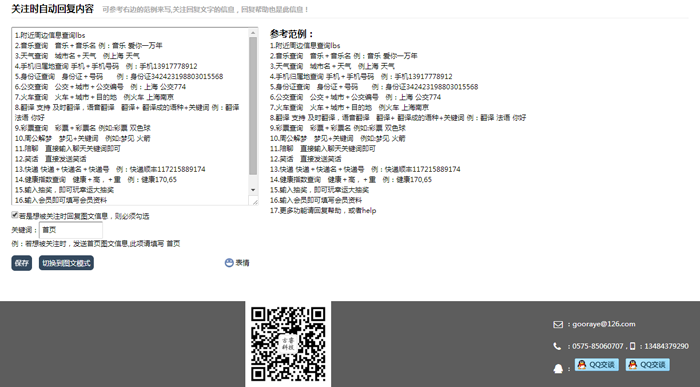 关注时自动回复内容 可参考右边的范例来写,关注回复文字的信息，回复帮助也是此信息！
1.附近周边信息查询lbs
2.音乐查询 音乐＋音乐名 例：音乐 爱你一万年
3.天气查询 城市名＋天气 例上海 天气
4.手机归属地查询 手机＋手机号码 例：手机13917778912
5.身份证查询 身份证＋号码 例：身份证342423198803015568
6.公交查询 公交＋城市＋公交编号 例：上海 公交774
7.火车查询 火车＋城市＋目的地 例火车 上海南京
8.翻译 支持 及时翻译，语音翻译 翻译＋ 翻译成的语种+关键词 例：翻译
法语 你好
9.彩票查询 彩票＋彩票名 例如:彩票 双色球
10.周公解梦 梦见+关键词 例如:梦见 火箭
11.陪聊 直接输入聊天关键词即可
12.笑话 直接发送笑话
13.快递 快递＋快递名＋快递号 例：快递顺丰117215889174
14.健康指数查询 健康＋高，＋重 例：健康170,65
15.输入抽奖，即可玩幸运大抽奖
16.输入会员即可填写会员资料
若是想被关注时回复图文信息，则必须勾选
关键词：首页
例：若想被关注时，发送首页图文信息,此项请填写 首页
保存 切换到图文模式 表情
参考范例：
1.附近周边信息查询lbs
2.音乐查询 音乐＋音乐名 例：音乐 爱你一万年
3.天气查询 城市名＋天气 例上海 天气
4.手机归属地查询 手机＋手机号码 例：手机13917778912
5.身份证查询 身份证＋号码 例：身份证342423198803015568
6.公交查询 公交＋城市＋公交编号 例：上海 公交774
7.火车查询 火车＋城市＋目的地 例火车 上海南京
8.翻译 支持 及时翻译，语音翻译 翻译＋ 翻译成的语种+关键词 例：翻译 法语 你好
9.彩票查询 彩票＋彩票名 例如:彩票 双色球
10.周公解梦 梦见+关键词 例如:梦见 火箭
11.陪聊 直接输入聊天关键词即可
12.笑话 直接发送笑话
13.快递 快递＋快递名＋快递号 例：快递顺丰117215889174
14.健康指数查询 健康＋高，＋重 例：健康170,65
15.输入抽奖，即可玩幸运大抽奖
16.输入会员即可填写会员资料
17.更多功能请回复帮助，或者help
古睿
科技
：gooraye@126.com
：0575-85060707，：13484379290
：QQ交谈 QQ交谈